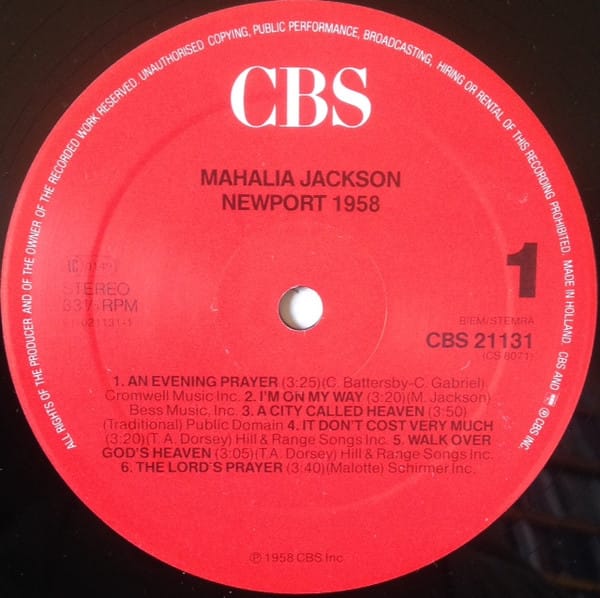 ALL RIGHTS OF THE PRODUCER AND OF THE OWNER OF THE RECORDED WORK RESERVED. UNAUTHORISED COPYING, PUBLIC PERFORMANCE, BROADCASTING, HIRING OR RENTAL OF THIS RECORDING PROHIBITED. MADE IN HOLLAND. CBS AND ® CBS INC.
CBS
MAHALIA JACKSON
NEWPORT 1958
1
STEREO
33⅓ RPM
BIEM/STEMRA
CBS 21131
(CS 8071)
1. AN EVENING PRAYER (3:25)(C. Battersby-C. Gabriel)
Cromwell Music Inc. 2. I'M ON MY WAY (3:20)(M. Jackson)
Bess Music, Inc. 3. A CITY CALLED HEAVEN (3:50)
(Traditional) Public Domain 4. IT DON'T COST VERY MUCH
(3:20)(T. A. Dorsey) Hill & Range Songs Inc. 5. WALK OVER
GOD'S HEAVEN (3:05)(T.A. Dorsey) Hill & Range Songs Inc.
6. THE LORD'S PRAYER (3:40)(Malotte) Schirmer Inc.
℗ 1958 CBS Inc